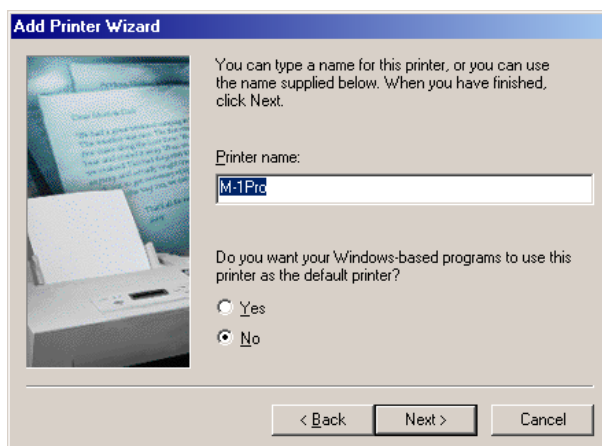 Add Printer Wizard
You can type a name for this printer, or you can use
the name supplied below. When you have finished,
click Next.
Printer name:
M-1Pro
Do you want your Windows-based programs to use this
printer as the default printer?
Yes
No
< Back
Next >
Cancel